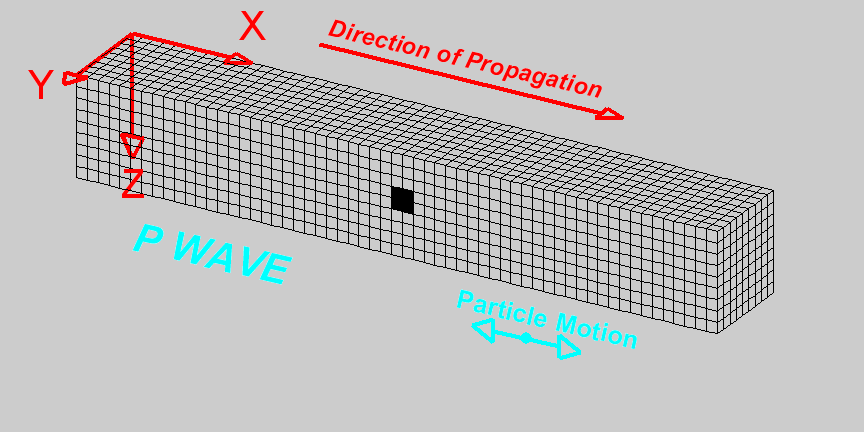 X
Direction of Propagation
Y
Z
P WAVE
Particle Motion